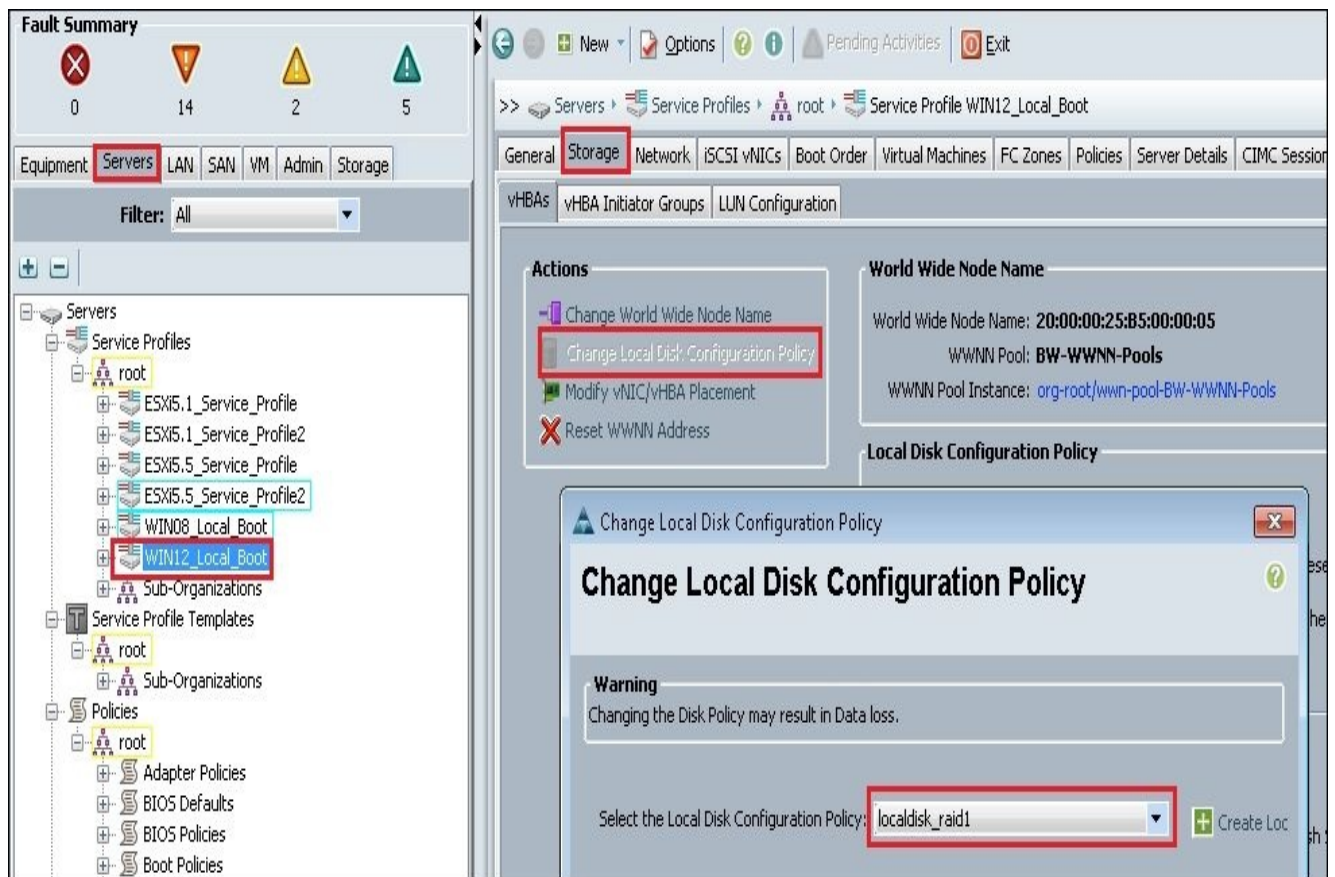 Fault Summary
0 14 2 5
Equipment Servers LAN SAN VM Admin Storage
Filter: All
Servers
Service Profiles
root
ESXi5.1_Service_Profile
ESXi5.1_Service_Profile2
ESXi5.5_Service_Profile
ESXi5.5_Service_Profile2
WIN08_Local_Boot
WIN12_Local_Boot
Sub-Organizations
Service Profile Templates
root
Sub-Organizations
Policies
root
Adapter Policies
BIOS Defaults
BIOS Policies
Boot Policies
New Options Pending Activities Exit
>> Servers Service Profiles root Service Profile WIN12_Local_Boot
General Storage Network iSCSI vNICs Boot Order Virtual Machines FC Zones Policies Server Details CIMC Session
vHBAs vHBA Initiator Groups LUN Configuration
Actions
Change World Wide Node Name
Change Local Disk Configuration Policy
Modify vNIC/vHBA Placement
Reset WWNN Address
World Wide Node Name
World Wide Node Name: 20:00:00:25:B5:00:00:05
WWNN Pool: BW-WWNN-Pools
WWNN Pool Instance: org-root/wwn-pool-BW-WWNN-Pools
Local Disk Configuration Policy
Change Local Disk Configuration Policy
Change Local Disk Configuration Policy
Warning
Changing the Disk Policy may result in Data loss.
Select the Local Disk Configuration Policy: localdisk_raid1 Create Loc